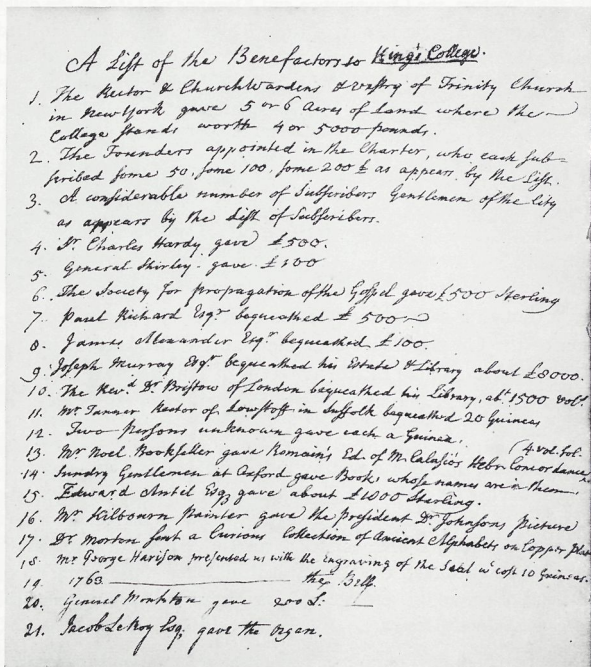 A List of the Benefactors to King's College.
1. The Rector & ChurchWardens & vestry of Trinity Church
in New York gave 5 or 6 Acres of Land where the
College stands worth 4 or 5000 pounds.
2. The Founders appointed in the Charter, who each sub-
scribed some 50, some 100, some 200 £ as appears by the List.
3. A considerable number of Subscribers Gentlemen of the City
as appears by the List of Subscribers.
4. Sr. Charles Hardy gave £500.
5. General Shirley gave £100
6. The Society for propagation of the Gospel gave £500 Sterling
7. Paul Richard Esqr bequeathed £500.
8. James Alexander Esqr. bequeathed £100.
9. Joseph Murray Esqr. bequeathed his Estate & Library about £8000.
10. The Revd. Dr Bristow of London bequeathed his Library, abt. 1500 vols.
11. Mr. Tanner Rector of Lowstoff in Suffolk bequeathed 20 Guineas
12. Two persons unknown gave each a Guinea.
13. Mr Noel Bookseller gave Romain's Ed. of M. Calasio's Hebr. Concordance (4 vol. fol.
14. Sundry Gentlemen at Oxford gave Books whose names are in them
15. Edward Antil Esq gave about £1800 Sterling.
16. Mr. Kilbourn Painter gave the president Dr Johnsons picture
17. Dr Morton sent a Curious Collection of Ancient Alphabets on Copper plate
18. Mr George Harison presented us with the engraving of the Seal wc cost 10 Guineas.
19. 1763 the Bell
20. General Monkton gave 200 £:
21. Jacob LeRoy Esq. gave the Organ.